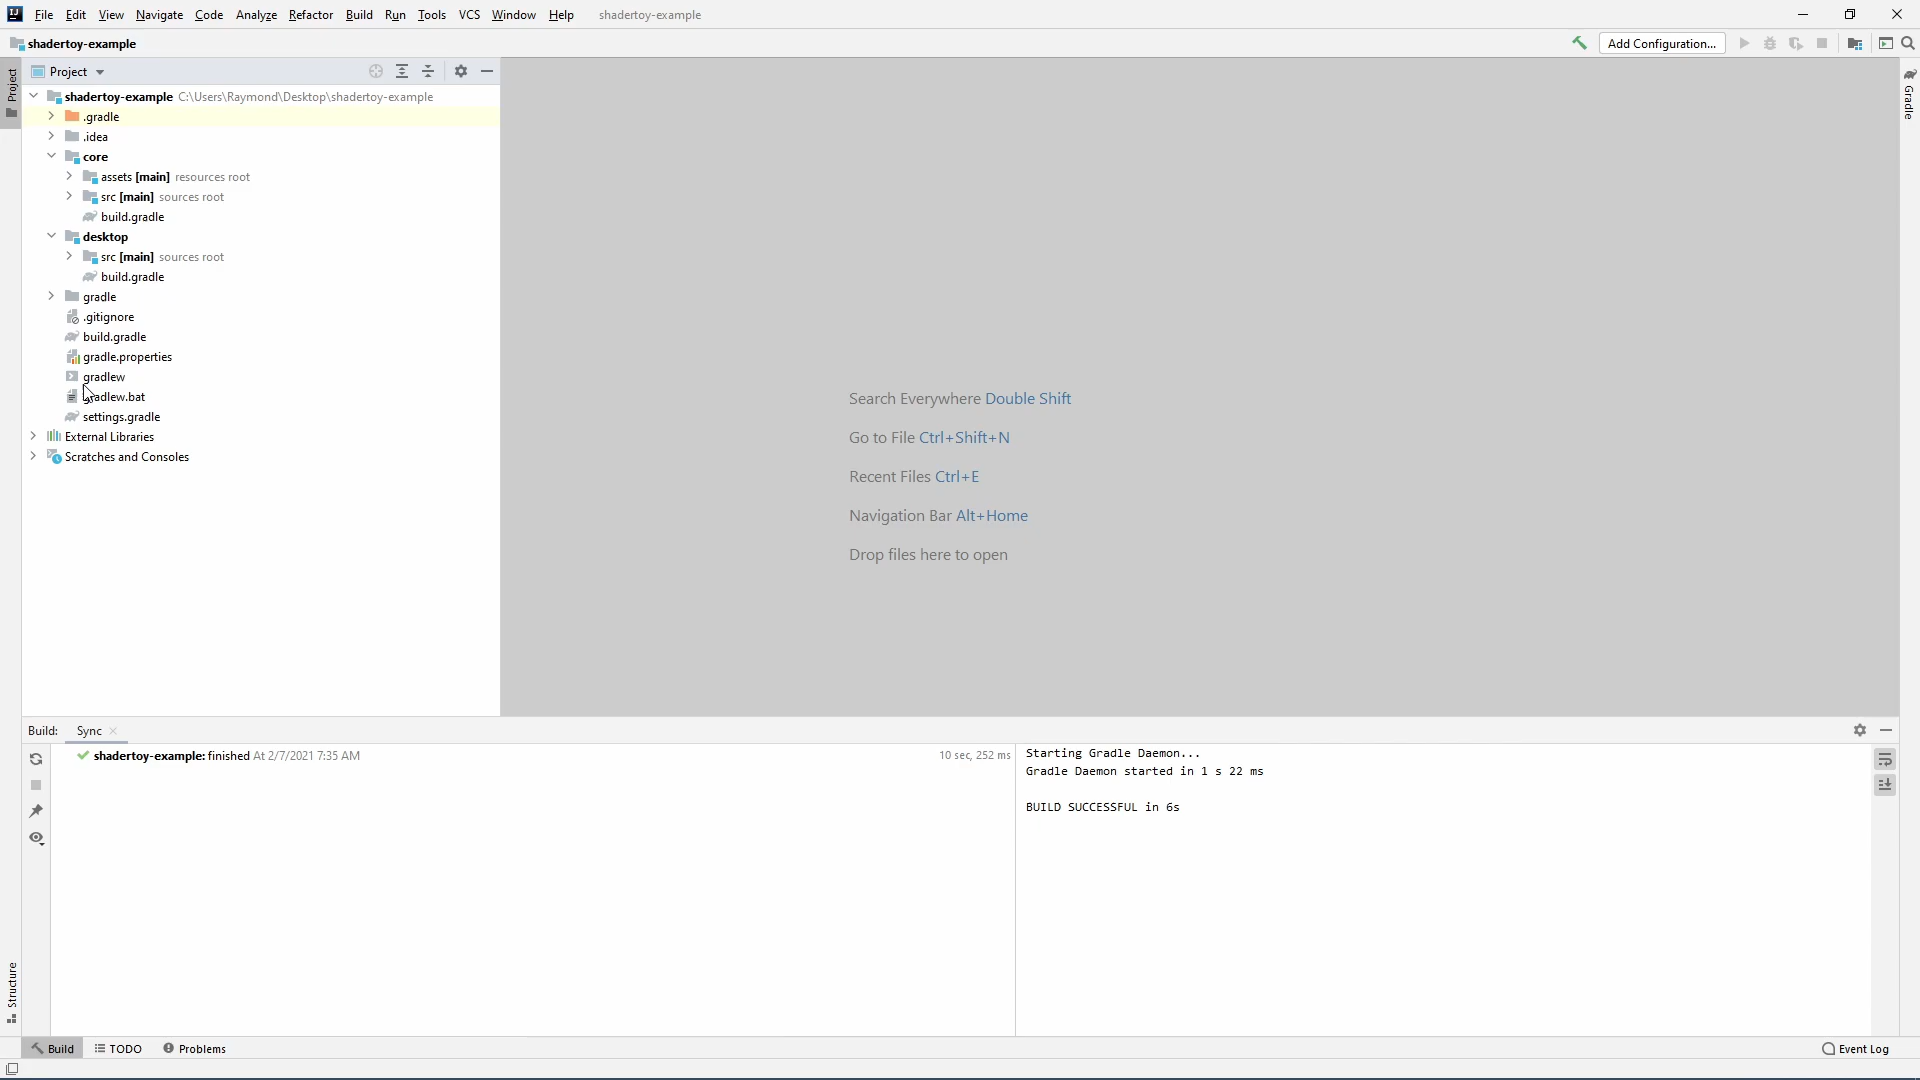 File Edit View Navigate Code Analyze Refactor Build Run Tools VCS Window Help shadertoy-example
shadertoy-example
Add Configuration...
Project
shadertoy-example C:\Users\Raymond\Desktop\shadertoy-example
.gradle
.idea
core
assets [main] resources root
src [main] sources root
build.gradle
desktop
src [main] sources root
build.gradle
gradle
.gitignore
build.gradle
gradle.properties
gradlew
gradlew.bat
settings.gradle
External Libraries
Scratches and Consoles
Project
Structure
Gradle
Search Everywhere Double Shift
Go to File Ctrl+Shift+N
Recent Files Ctrl+E
Navigation Bar Alt+Home
Drop files here to open
Build: Sync
shadertoy-example: finished At 2/7/2021 7:35 AM 10 sec, 252 ms
Starting Gradle Daemon...
Gradle Daemon started in 1 s 22 ms
BUILD SUCCESSFUL in 6s
Build TODO Problems Event Log